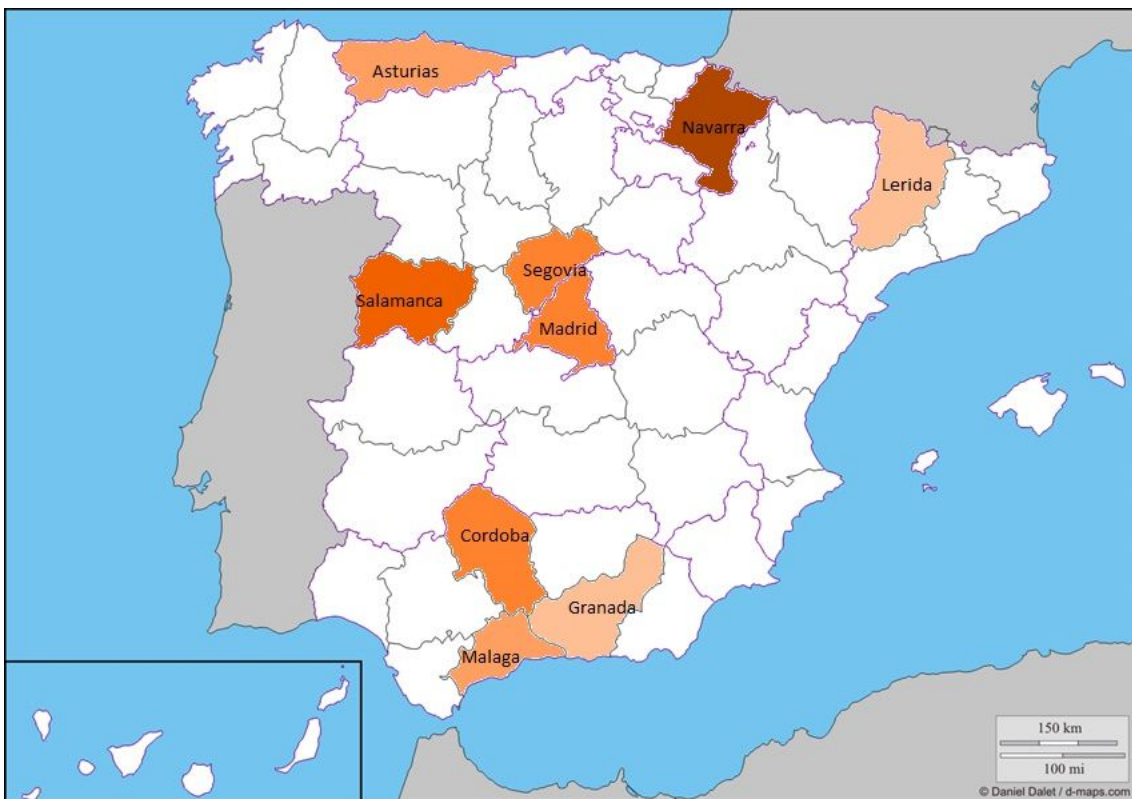 Asturias
Navarra
Lerida
Segovia
Salamanca
Madrid
Cordoba
Granada
Malaga
150 km
100 mi
© Daniel Dalet / d-maps.com